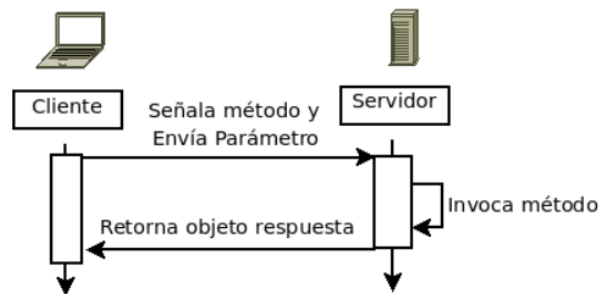 Cliente
Servidor
Señala método y
Envía Parámetro
Invoca método
Retorna objeto respuesta